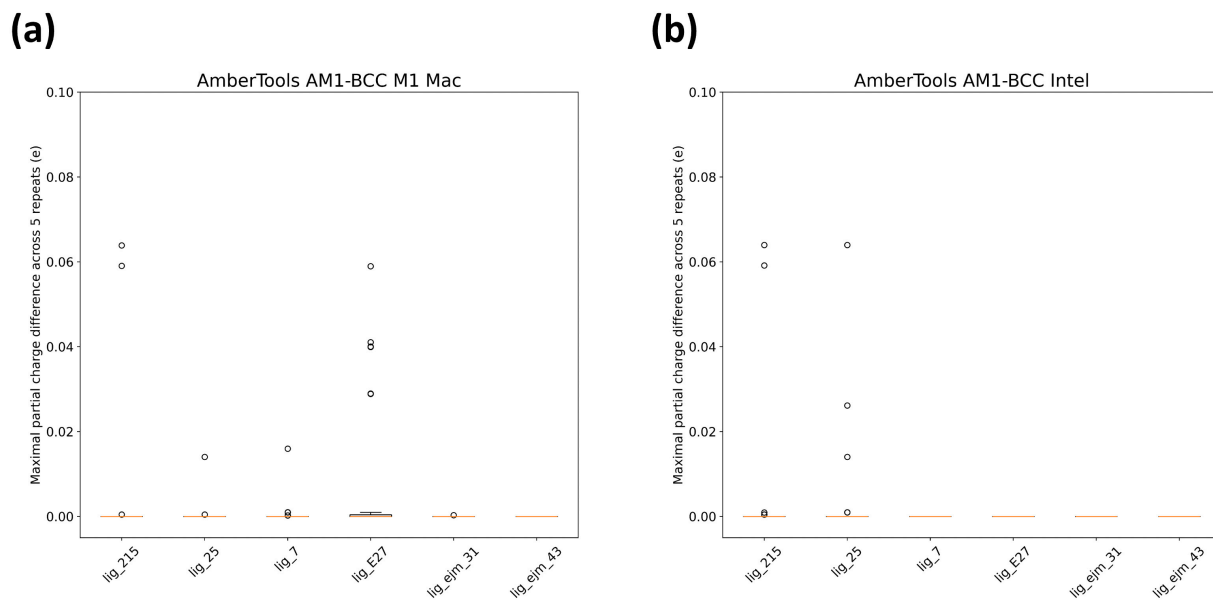 (a)
AmberTools AM1-BCC M1 Mac
Maximal partial charge difference across 5 repeats (e)
0.10
0.08
0.06
0.04
0.02
0.00
lig_215
lig_25
lig_7
lig_E27
lig_ejm_31
lig_ejm_43
(b)
AmberTools AM1-BCC Intel
Maximal partial charge difference across 5 repeats (e)
0.10
0.08
0.06
0.04
0.02
0.00
lig_215
lig_25
lig_7
lig_E27
lig_ejm_31
lig_ejm_43